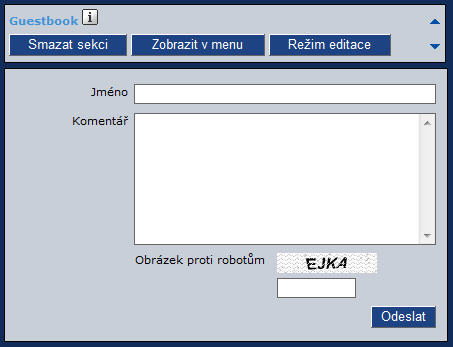 Guestbook i
Smazat sekci Zobrazit v menu Režim editace
Jméno
Komentář
Obrázek proti robotům EJKA
Odeslat